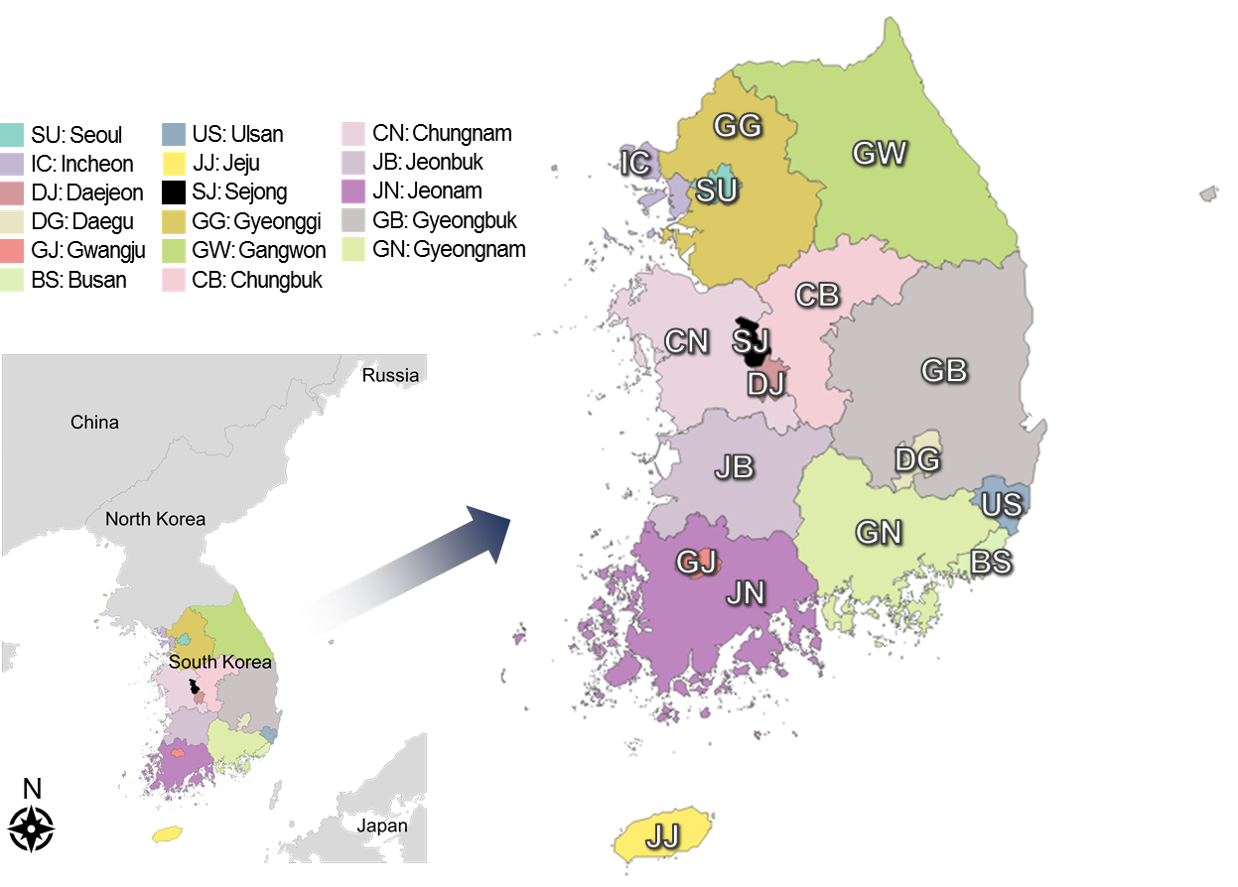 SU: Seoul
IC: Incheon
DJ: Daejeon
DG: Daegu
GJ: Gwangju
BS: Busan
US: Ulsan
JJ: Jeju
SJ: Sejong
GG: Gyeonggi
GW: Gangwon
CB: Chungbuk
CN: Chungnam
JB: Jeonbuk
JN: Jeonam
GB: Gyeongbuk
GN: Gyeongnam
Russia
China
North Korea
South Korea
Japan
N
GG
GW
IC
SU
CB
CN
SJ
DJ
GB
DG
JB
US
GN
BS
GJ
JN
JJ